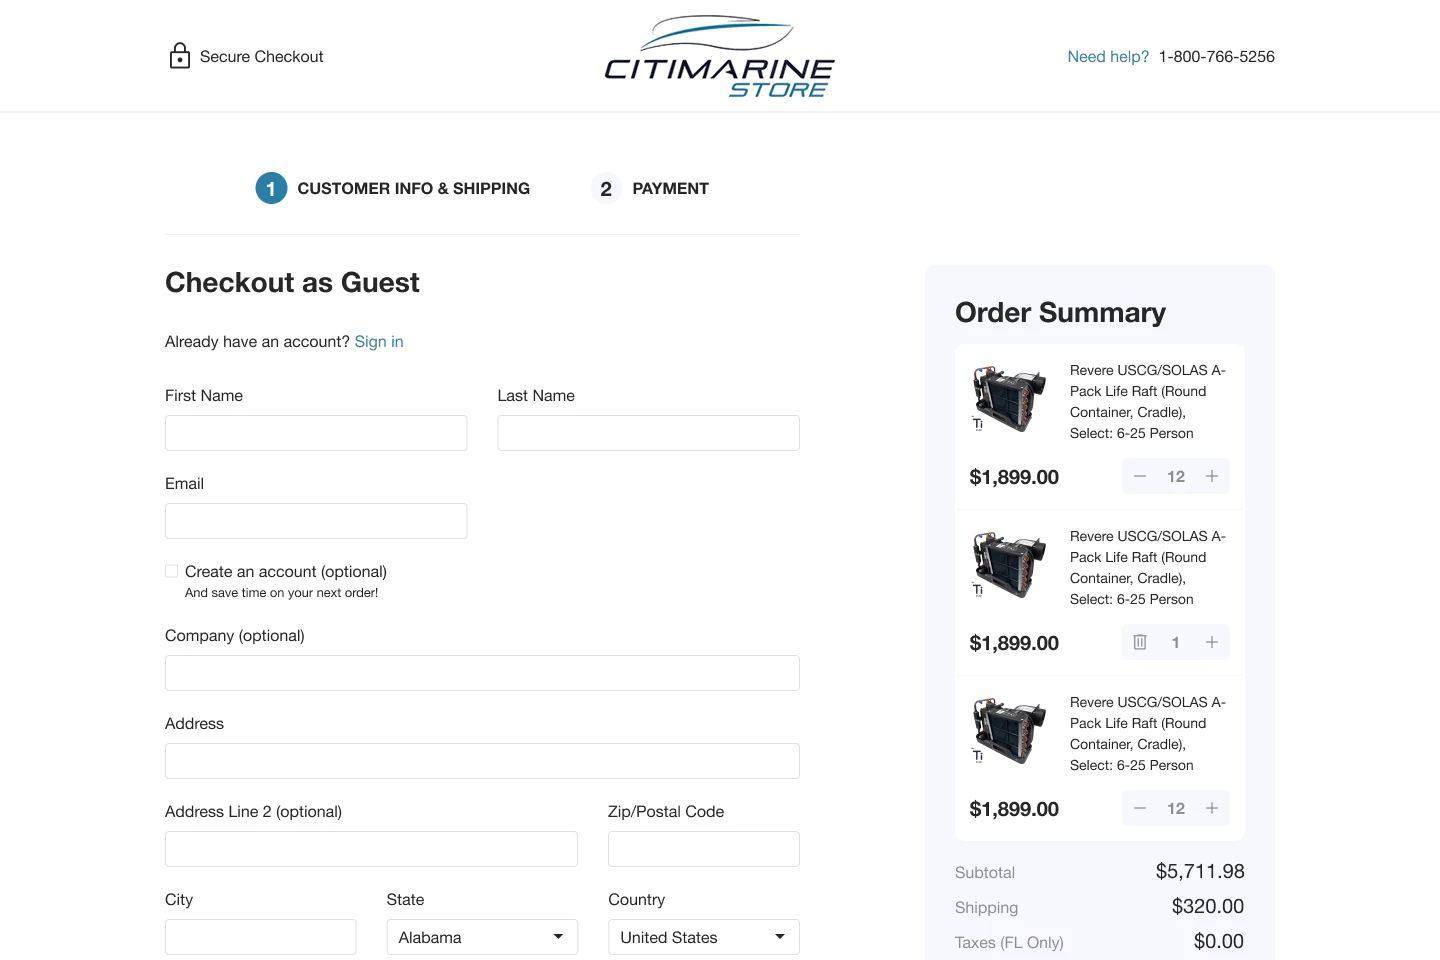 Secure Checkout
CITIMARINE
STORE
Need help? 1-800-766-5256
1 CUSTOMER INFO & SHIPPING
2 PAYMENT
Checkout as Guest
Already have an account? Sign in
First Name
Last Name
Email
Create an account (optional)
And save time on your next order!
Company (optional)
Address
Address Line 2 (optional)
Zip/Postal Code
City
State
Country
Alabama
United States
Order Summary
Revere USCG/SOLAS A-
Pack Life Raft (Round
Container, Cradle),
Select: 6-25 Person
Ti
$1,899.00
12
Revere USCG/SOLAS A-
Pack Life Raft (Round
Container, Cradle),
Select: 6-25 Person
Ti
$1,899.00
1
Revere USCG/SOLAS A-
Pack Life Raft (Round
Container, Cradle),
Select: 6-25 Person
Ti
$1,899.00
12
Subtotal $5,711.98
Shipping $320.00
Taxes (FL Only) $0.00